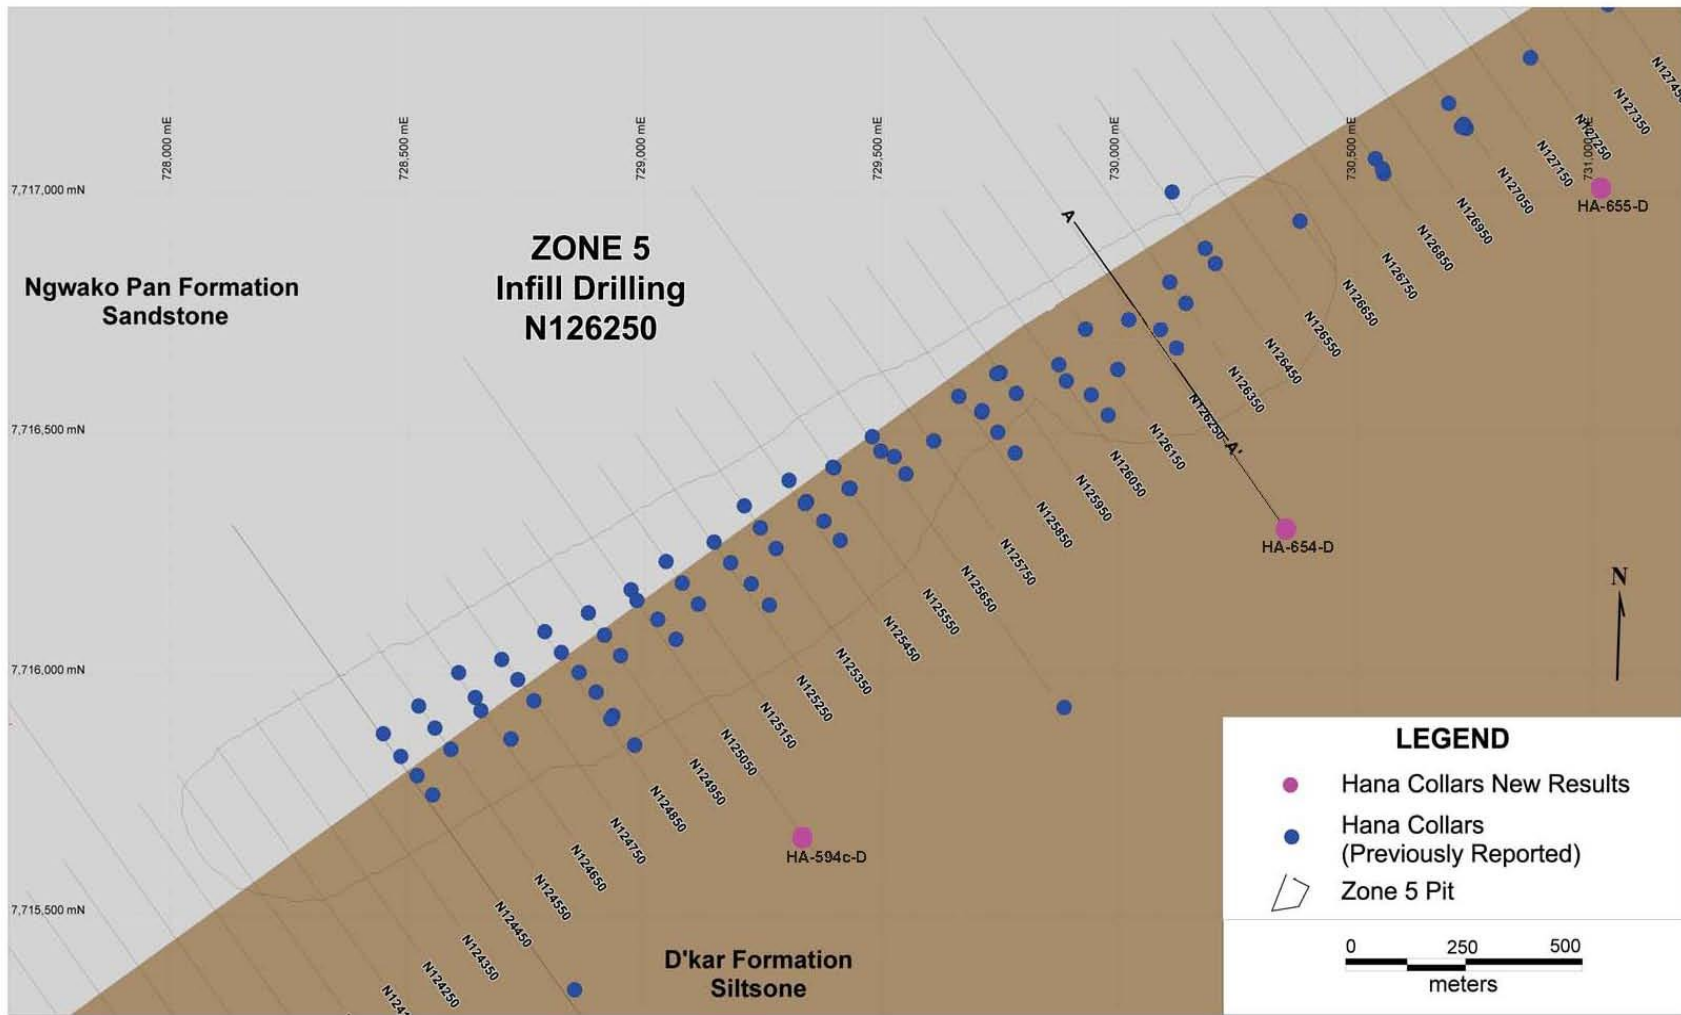 728,000 mE
728,500 mE
729,000 mE
729,500 mE
730,000 mE
730,500 mE
731,000 mE
7,717,000 mN
7,716,500 mN
7,716,000 mN
7,715,500 mN
ZONE 5
Infill Drilling
N126250
Ngwako Pan Formation
Sandstone
D'kar Formation
Siltsone
A
A'
HA-655-D
HA-654-D
HA-594c-D
N127350
N127250
N127150
N127050
N126950
N126850
N126750
N126650
N126550
N126450
N126350
N126250
N126150
N126050
N125950
N125850
N125750
N125650
N125550
N125450
N125350
N125250
N125150
N125050
N124950
N124850
N124750
N124650
N124550
N124450
N124350
N124250
N
LEGEND
Hana Collars New Results
Hana Collars
(Previously Reported)
Zone 5 Pit
0 250 500
meters